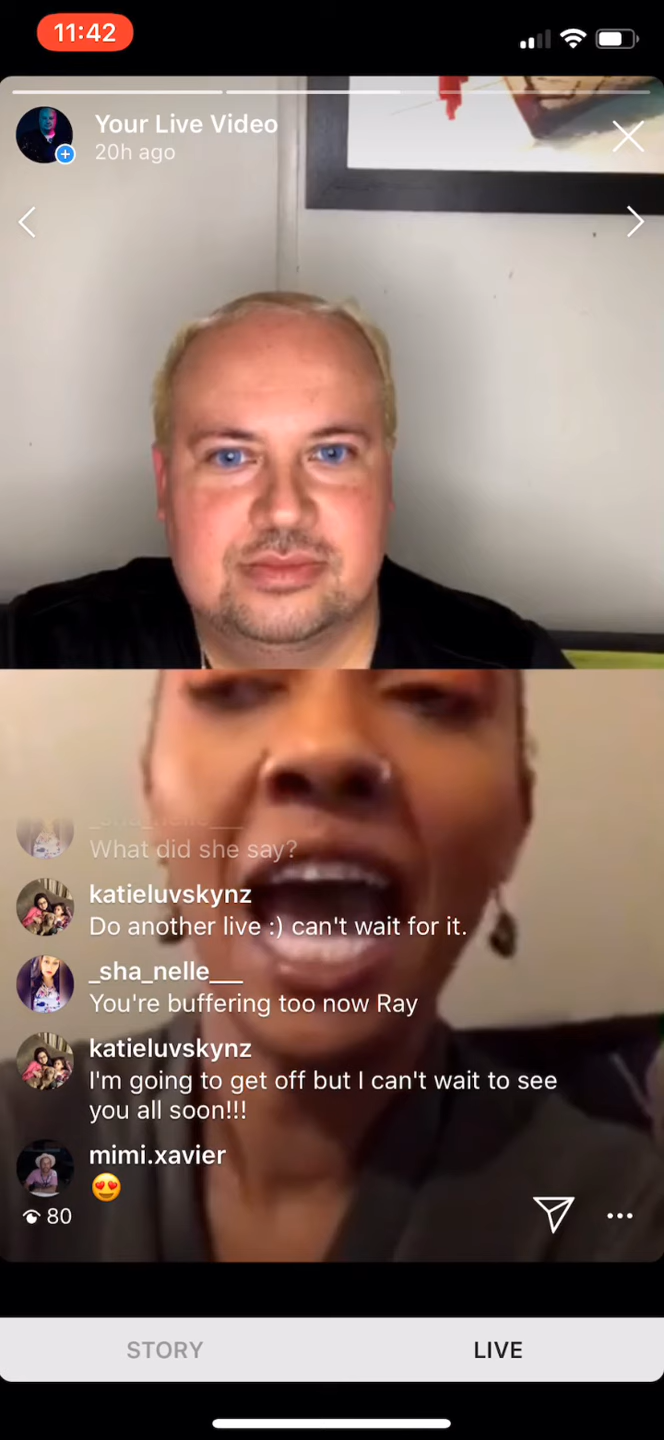 11:42
Your Live Video
20h ago
_sha_nelle___
What did she say?
katieluvskynz
Do another live :) can't wait for it.
_sha_nelle___
You're buffering too now Ray
katieluvskynz
I'm going to get off but I can't wait to see
you all soon!!!
mimi.xavier
😍
80
STORY
LIVE